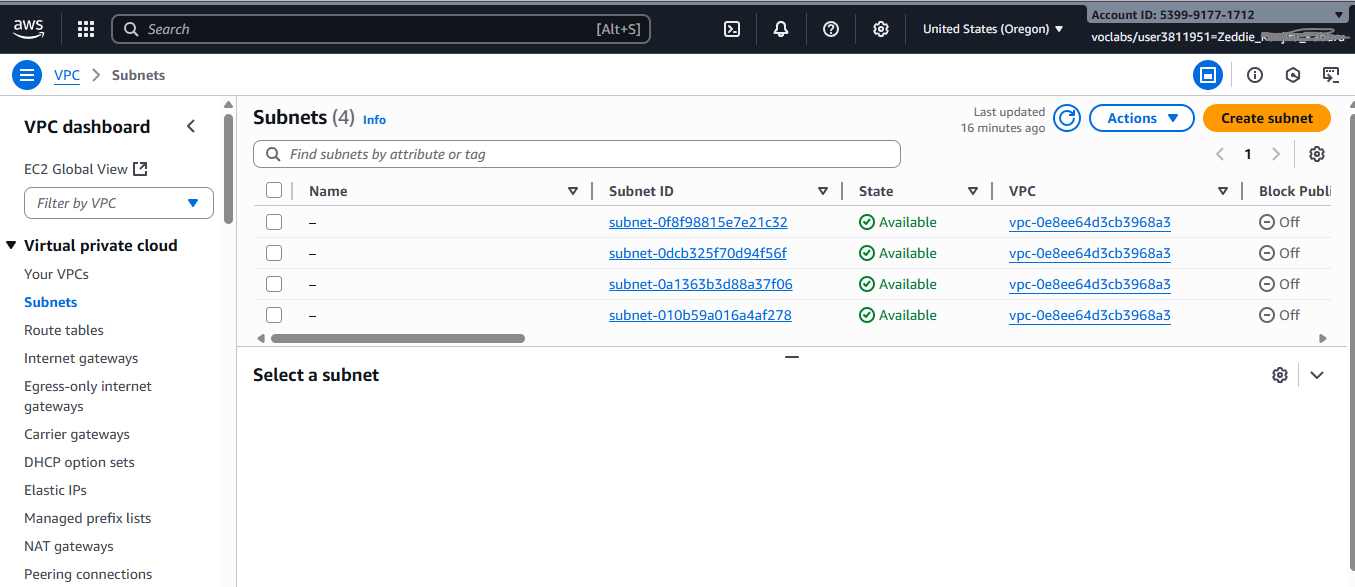 aws
Search [Alt+S]
United States (Oregon)
Account ID: 5399-9177-1712
voclabs/user3811951=Zeddie_
VPC > Subnets
VPC dashboard
EC2 Global View
Filter by VPC
Virtual private cloud
Your VPCs
Subnets
Route tables
Internet gateways
Egress-only internet
gateways
Carrier gateways
DHCP option sets
Elastic IPs
Managed prefix lists
NAT gateways
Peering connections
Subnets (4) Info
Last updated
16 minutes ago
Actions
Create subnet
Find subnets by attribute or tag
1
Name Subnet ID State VPC Block Publi
– subnet-0f8f98815e7e21c32 Available vpc-0e8ee64d3cb3968a3 Off
– subnet-0dcb325f70d94f56f Available vpc-0e8ee64d3cb3968a3 Off
– subnet-0a1363b3d88a37f06 Available vpc-0e8ee64d3cb3968a3 Off
– subnet-010b59a016a4af278 Available vpc-0e8ee64d3cb3968a3 Off
Select a subnet